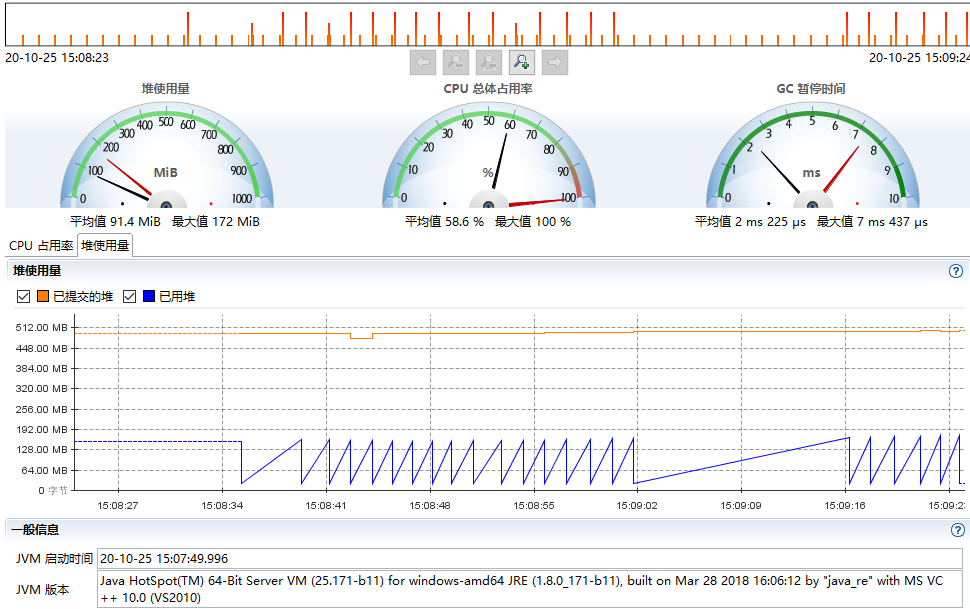 20-10-25 15:08:23
20-10-25 15:09:24
堆使用量
0
100
200
300
400
500
600
700
800
900
1000
MiB
平均值 91.4 MiB 最大值 172 MiB
CPU 总体占用率
0
10
20
30
40
50
60
70
80
90
100
%
平均值 58.6 % 最大值 100 %
GC 暂停时间
0
1
2
3
4
5
6
7
8
9
10
ms
平均值 2 ms 225 µs 最大值 7 ms 437 µs
CPU 占用率 堆使用量
堆使用量
已提交的堆 已用堆
512.00 MB
448.00 MB
384.00 MB
320.00 MB
256.00 MB
192.00 MB
128.00 MB
64.00 MB
0 字节
15:08:27 15:08:34 15:08:41 15:08:48 15:08:55 15:09:02 15:09:09 15:09:16 15:09:23
一般信息
JVM 启动时间 20-10-25 15:07:49.996
JVM 版本
Java HotSpot(TM) 64-Bit Server VM (25.171-b11) for windows-amd64 JRE (1.8.0_171-b11), built on Mar 28 2018 16:06:12 by "java_re" with MS VC
++ 10.0 (VS2010)